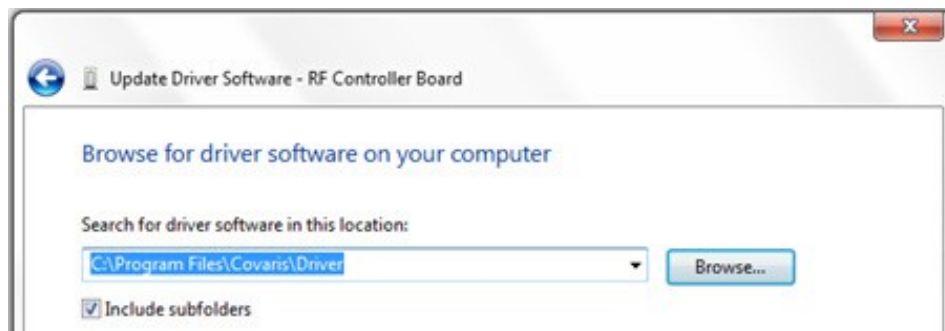 Update Driver Software - RF Controller Board
Browse for driver software on your computer
Search for driver software in this location:
C:\Program Files\Covaris\Driver
Browse...
Include subfolders